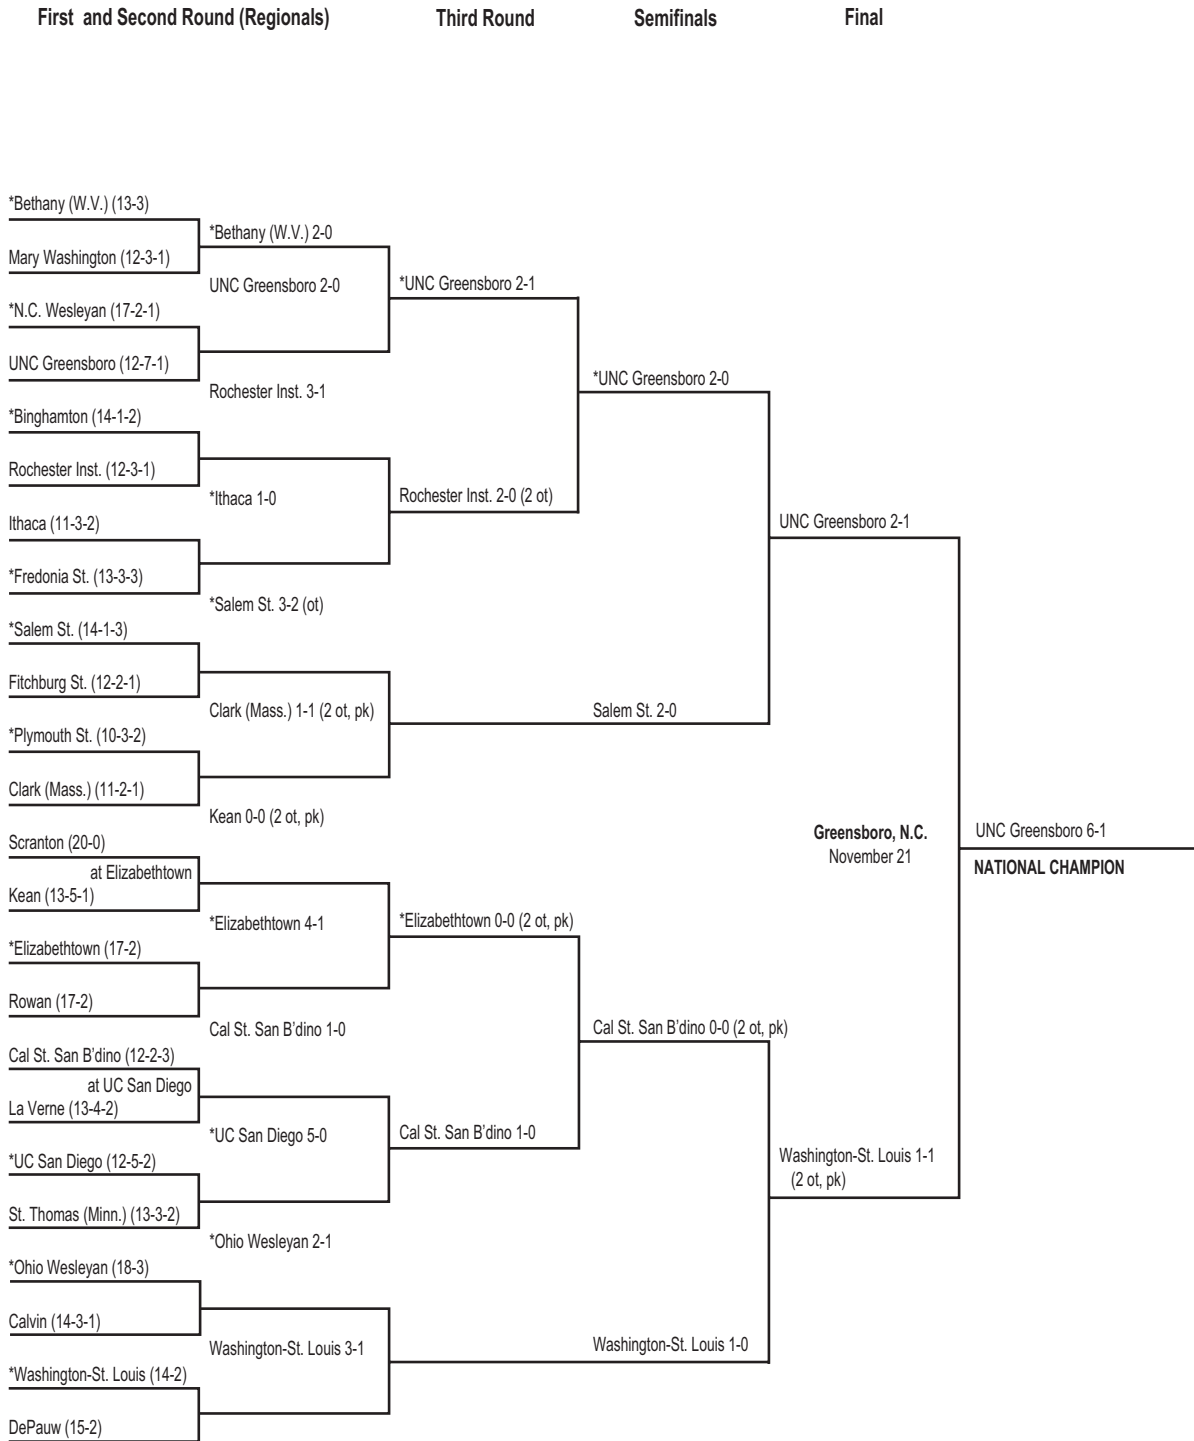 First and Second Round (Regionals)
Third Round
Semifinals
Final
*Bethany (W.V.) (13-3)
Mary Washington (12-3-1)
*N.C. Wesleyan (17-2-1)
UNC Greensboro (12-7-1)
*Binghamton (14-1-2)
Rochester Inst. (12-3-1)
Ithaca (11-3-2)
*Fredonia St. (13-3-3)
*Salem St. (14-1-3)
Fitchburg St. (12-2-1)
*Plymouth St. (10-3-2)
Clark (Mass.) (11-2-1)
Scranton (20-0)
at Elizabethtown
Kean (13-5-1)
*Elizabethtown (17-2)
Rowan (17-2)
Cal St. San B’dino (12-2-3)
at UC San Diego
La Verne (13-4-2)
*UC San Diego (12-5-2)
St. Thomas (Minn.) (13-3-2)
*Ohio Wesleyan (18-3)
Calvin (14-3-1)
*Washington-St. Louis (14-2)
DePauw (15-2)
*Bethany (W.V.) 2-0
UNC Greensboro 2-0
Rochester Inst. 3-1
*Ithaca 1-0
*Salem St. 3-2 (ot)
Clark (Mass.) 1-1 (2 ot, pk)
Kean 0-0 (2 ot, pk)
*Elizabethtown 4-1
Cal St. San B’dino 1-0
*UC San Diego 5-0
*Ohio Wesleyan 2-1
Washington-St. Louis 3-1
*UNC Greensboro 2-1
Rochester Inst. 2-0 (2 ot)
*Elizabethtown 0-0 (2 ot, pk)
Cal St. San B’dino 1-0
*UNC Greensboro 2-0
Salem St. 2-0
Cal St. San B’dino 0-0 (2 ot, pk)
Washington-St. Louis 1-0
UNC Greensboro 2-1
Washington-St. Louis 1-1
(2 ot, pk)
Greensboro, N.C.
November 21
UNC Greensboro 6-1
NATIONAL CHAMPION